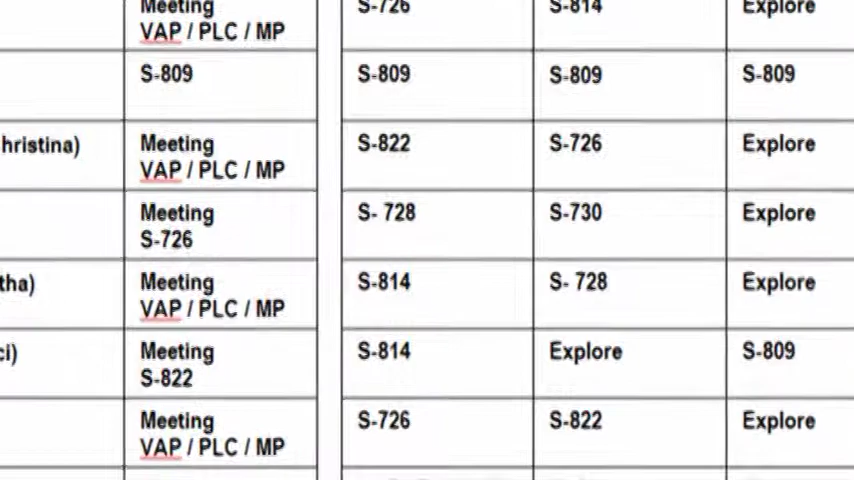 Meeting S-726 S-814 Explore
VAP / PLC / MP
S-809 S-809 S-809 S-809
hristina) Meeting S-822 S-726 Explore
VAP / PLC / MP
Meeting S- 728 S-730 Explore
S-726
tha) Meeting S-814 S- 728 Explore
VAP / PLC / MP
ci) Meeting S-814 Explore S-809
S-822
Meeting S-726 S-822 Explore
VAP / PLC / MP